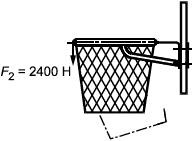 F₂ = 2400 Н